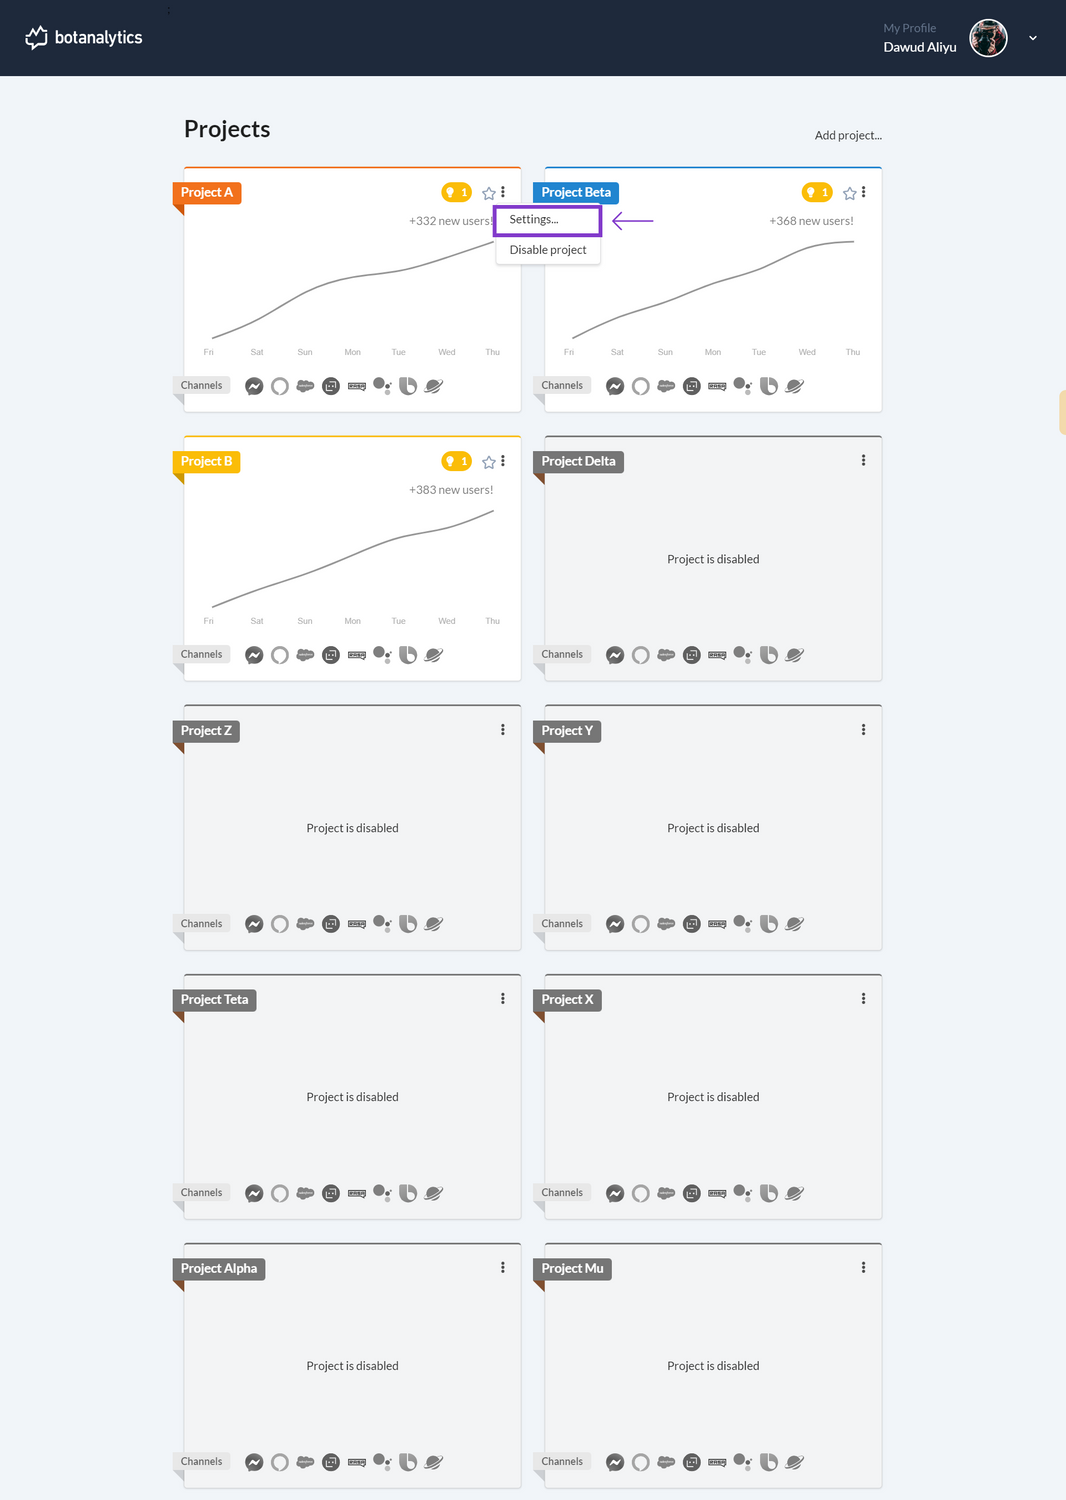 botanalytics
My Profile
Dawud Aliyu
Projects
Add project...
Project A
1
+332 new users!
Settings...
Disable project
Fri Sat Sun Mon Tue Wed Thu
Channels
Project Beta
1
+368 new users!
Fri Sat Sun Mon Tue Wed Thu
Channels
Project B
1
+383 new users!
Fri Sat Sun Mon Tue Wed Thu
Channels
Project Delta
Project is disabled
Channels
Project Z
Project is disabled
Channels
Project Y
Project is disabled
Channels
Project Teta
Project is disabled
Channels
Project X
Project is disabled
Channels
Project Alpha
Project is disabled
Channels
Project Mu
Project is disabled
Channels